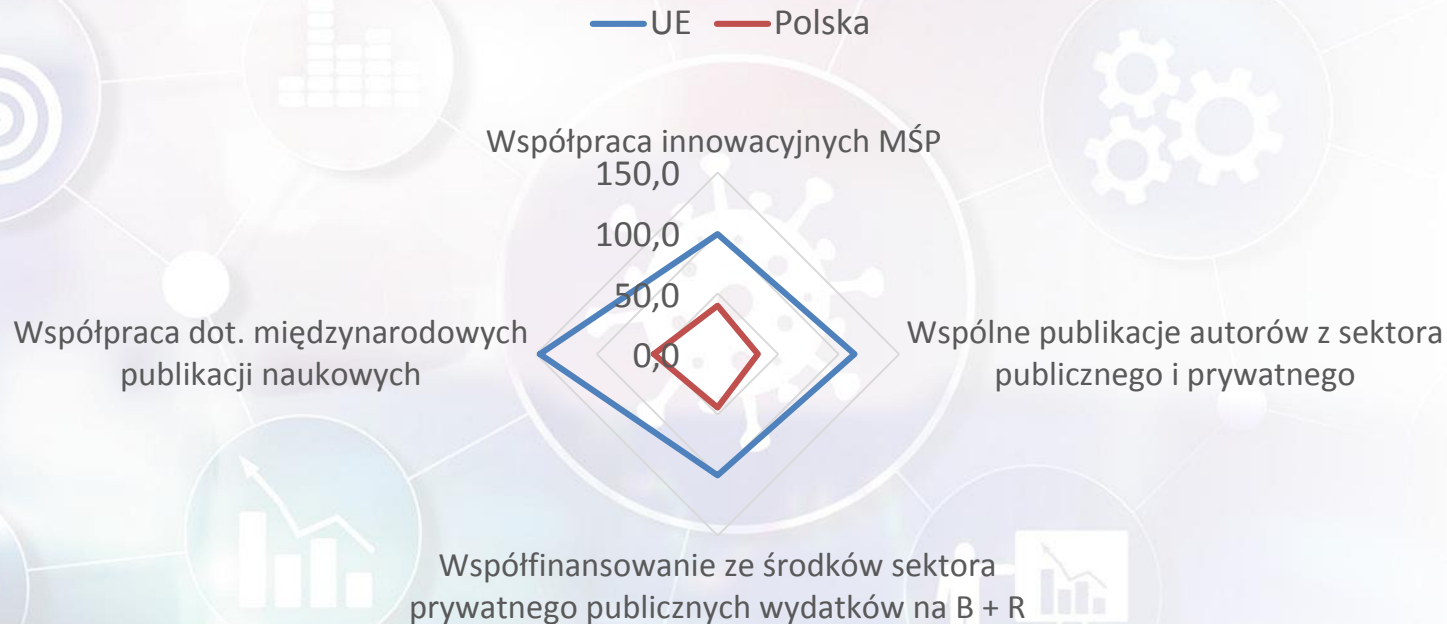 UE Polska
Współpraca innowacyjnych MŚP
150,0
100,0
50,0
0,0
Współpraca dot. międzynarodowych
publikacji naukowych
Wspólne publikacje autorów z sektora
publicznego i prywatnego
Współfinansowanie ze środków sektora
prywatnego publicznych wydatków na B + R